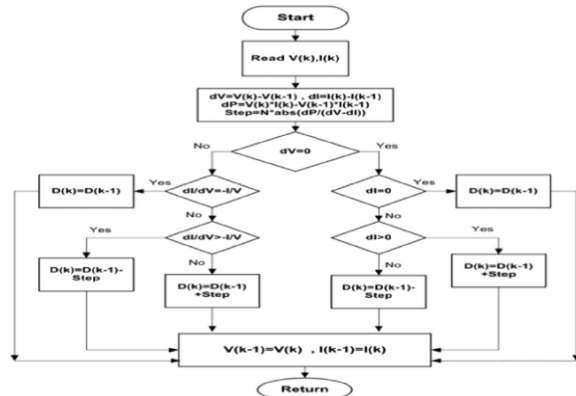 Start
Read V(k),I(k)
dV=V(k)-V(k-1) , dI=I(k)-I(k-1)
dP=V(k)*I(k)-V(k-1)*I(k-1)
Step=N*abs(dP/(dV-dI))
No
Yes
dV=0
D(k)=D(k-1)
Yes
dI/dV=-I/V
dI=0
Yes
D(k)=D(k-1)
No
No
Yes
dI/dV>-I/V
dI>0
Yes
No
No
D(k)=D(k-1)-
Step
D(k)=D(k-1)
+Step
D(k)=D(k-1)-
Step
D(k)=D(k-1)
+Step
V(k-1)=V(k) , I(k-1)=I(k)
Return